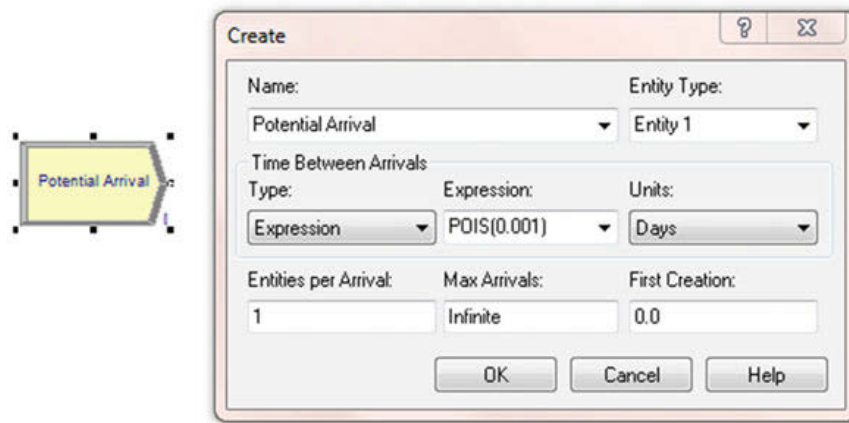 Create
Name:
Entity Type:
Potential Arrival
Entity 1
Potential Arrival
Time Between Arrivals
Type:
Expression:
Units:
Expression
POIS(0.001)
Days
Entities per Arrival:
Max Arrivals:
First Creation:
1
Infinite
0.0
OK
Cancel
Help